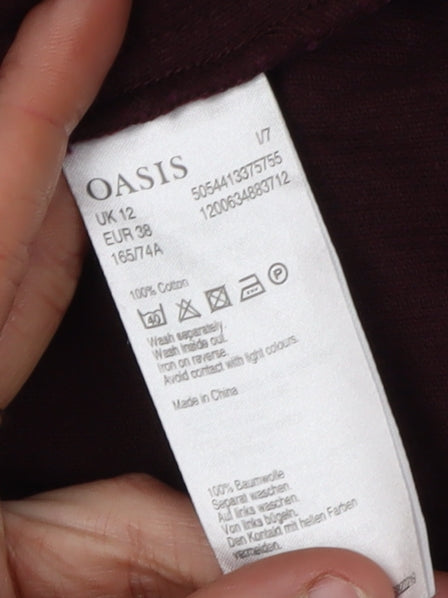 I/7
OASIS
UK 12
5054413375755
EUR 38
1200634883712
165/74A
100% Cotton
40
P
Wash separately.
Wash inside out.
Iron on reverse.
Avoid contact with light colours.
Made in China
100% Baumwolle
Separat waschen.
Auf links waschen.
Von links bügeln.
Den Kontakt mit hellen Farben
vermeiden.